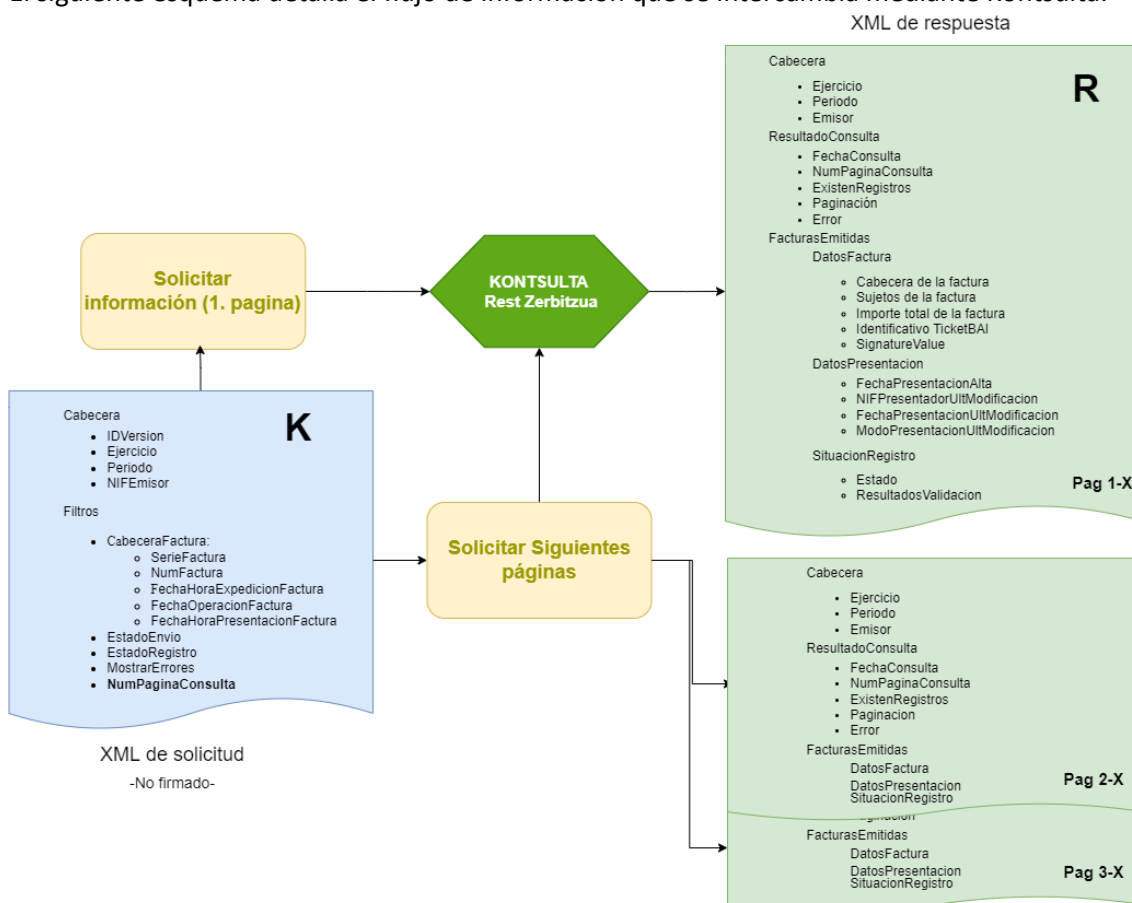 El siguiente esquema detalla el flujo de información que se intercambia mediante Kontsulta:
XML de respuesta
Cabecera
R
Ejercicio
Periodo
Emisor
ResultadoConsulta
FechaConsulta
NumPaginaConsulta
ExistenRegistros
Paginación
Error
FacturasEmitidas
DatosFactura
Cabecera de la factura
Sujetos de la factura
Importe total de la factura
Identificativo TicketBAI
SignatureValue
DatosPresentacion
FechaPresentacionAlta
NIFPresentadorUltModificacion
FechaPresentacionUltModificacion
ModoPresentacionUltModificacion
SituacionRegistro
Estado
ResultadosValidacion
Pag 1-X
Solicitar
información (1. pagina)
KONTSULTA
Rest Zerbitzua
Cabecera
K
IDVersion
Ejercicio
Periodo
NIFEmisor
Filtros
CabeceraFactura:
SerieFactura
NumFactura
FechaHoraExpedicionFactura
FechaOperacionFactura
FechaHoraPresentacionFactura
EstadoEnvio
EstadoRegistro
MostrarErrores
NumPaginaConsulta
XML de solicitud
-No firmado-
Solicitar Siguientes
páginas
Cabecera
Ejercicio
Periodo
Emisor
ResultadoConsulta
FechaConsulta
NumPaginaConsulta
ExistenRegistros
Paginacion
Error
FacturasEmitidas
DatosFactura
DatosPresentacion
SituacionRegistro
Pag 2-X
FacturasEmitidas
DatosFactura
DatosPresentacion
SituacionRegistro
Pag 3-X